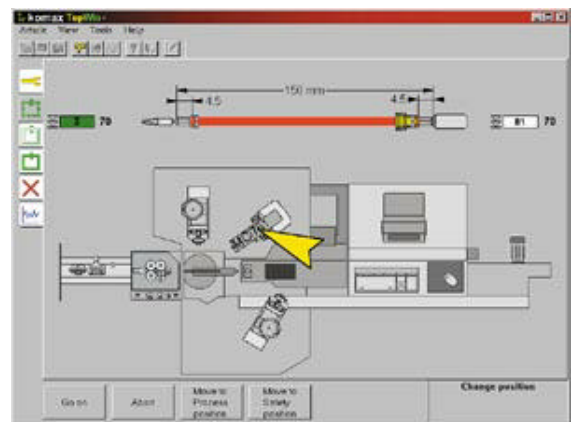 komax TopWin
Article View Tools Help
150 mm
4.5 4.5
70
B1 70
Go on
Abort
Move to
Process
position
Move to
Safety
position
Change position